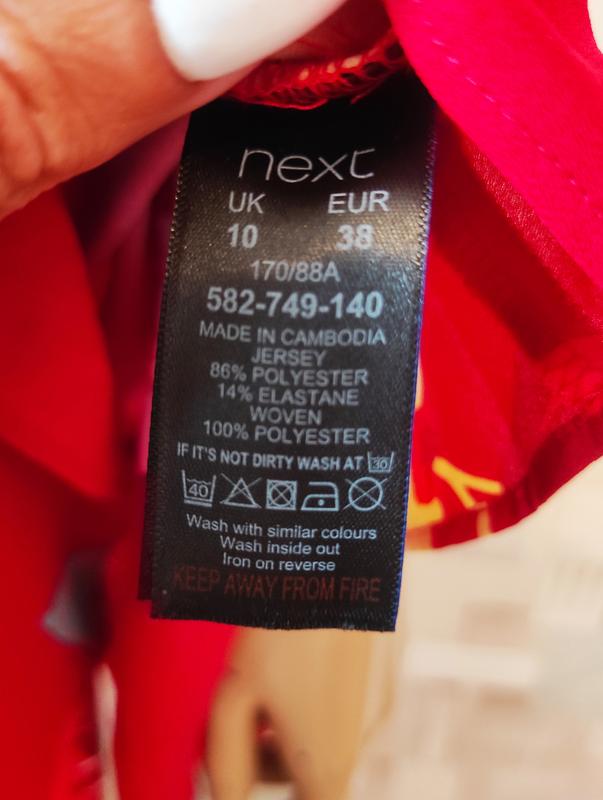 next
UK EUR
10 38
170/88A
582-749-140
MADE IN CAMBODIA
JERSEY
86% POLYESTER
14% ELASTANE
WOVEN
100% POLYESTER
IF IT'S NOT DIRTY WASH AT 30
40
Wash with similar colours
Wash inside out
Iron on reverse
KEEP AWAY FROM FIRE